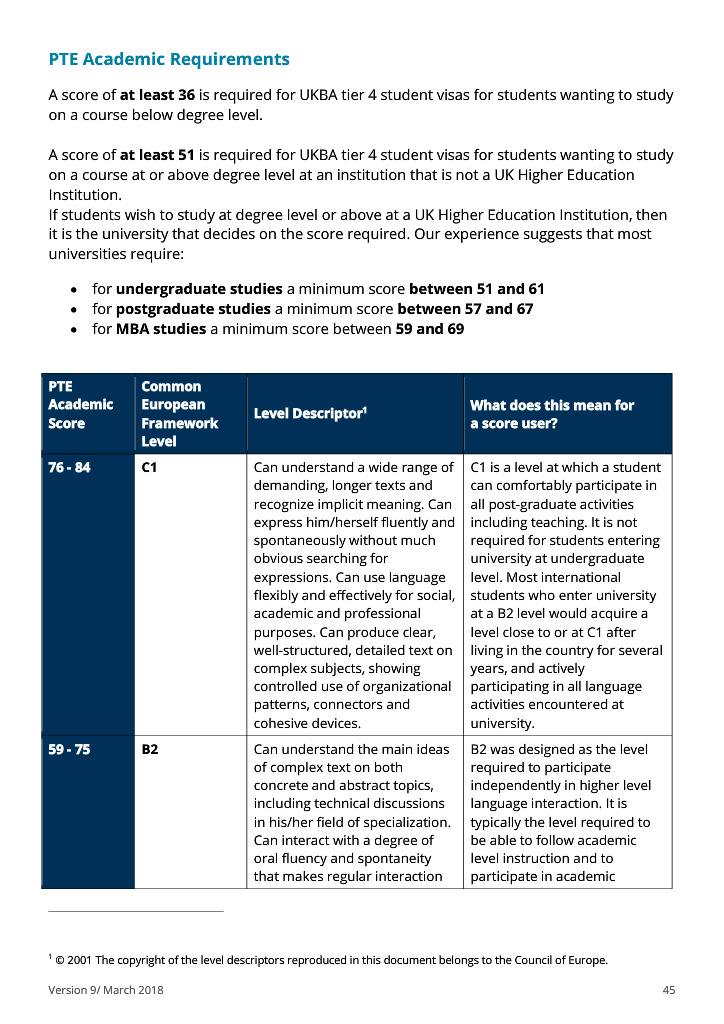 PTE Academic Requirements
A score of at least 36 is required for UKBA tier 4 student visas for students wanting to study
on a course below degree level.
A score of at least 51 is required for UKBA tier 4 student visas for students wanting to study
on a course at or above degree level at an institution that is not a UK Higher Education
Institution.
If students wish to study at degree level or above at a UK Higher Education Institution, then
it is the university that decides on the score required. Our experience suggests that most
universities require:
• for undergraduate studies a minimum score between 51 and 61
• for postgraduate studies a minimum score between 57 and 67
• for MBA studies a minimum score between 59 and 69
PTE
Academic
Score
Common
European
Framework
Level
Level Descriptor¹
What does this mean for
a score user?
76 - 84
C1
Can understand a wide range of
demanding, longer texts and
recognize implicit meaning. Can
express him/herself fluently and
spontaneously without much
obvious searching for
expressions. Can use language
flexibly and effectively for social,
academic and professional
purposes. Can produce clear,
well-structured, detailed text on
complex subjects, showing
controlled use of organizational
patterns, connectors and
cohesive devices.
C1 is a level at which a student
can comfortably participate in
all post-graduate activities
including teaching. It is not
required for students entering
university at undergraduate
level. Most international
students who enter university
at a B2 level would acquire a
level close to or at C1 after
living in the country for several
years, and actively
participating in all language
activities encountered at
university.
59 - 75
B2
Can understand the main ideas
of complex text on both
concrete and abstract topics,
including technical discussions
in his/her field of specialization.
Can interact with a degree of
oral fluency and spontaneity
that makes regular interaction
B2 was designed as the level
required to participate
independently in higher level
language interaction. It is
typically the level required to
be able to follow academic
level instruction and to
participate in academic
¹ © 2001 The copyright of the level descriptors reproduced in this document belongs to the Council of Europe.
Version 9/ March 2018
45